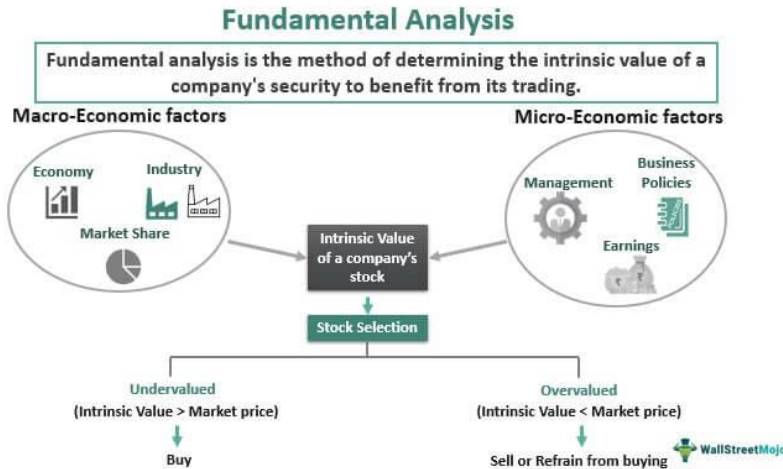 Fundamental Analysis
Fundamental analysis is the method of determining the intrinsic value of a
company's security to benefit from its trading.
Macro-Economic factors
Economy
Industry
Market Share
Micro-Economic factors
Management
Business
Policies
Earnings
Intrinsic Value
of a company's
stock
Stock Selection
Undervalued
(Intrinsic Value > Market price)
Buy
Overvalued
(Intrinsic Value < Market price)
Sell or Refrain from buying
WallStreetMojo